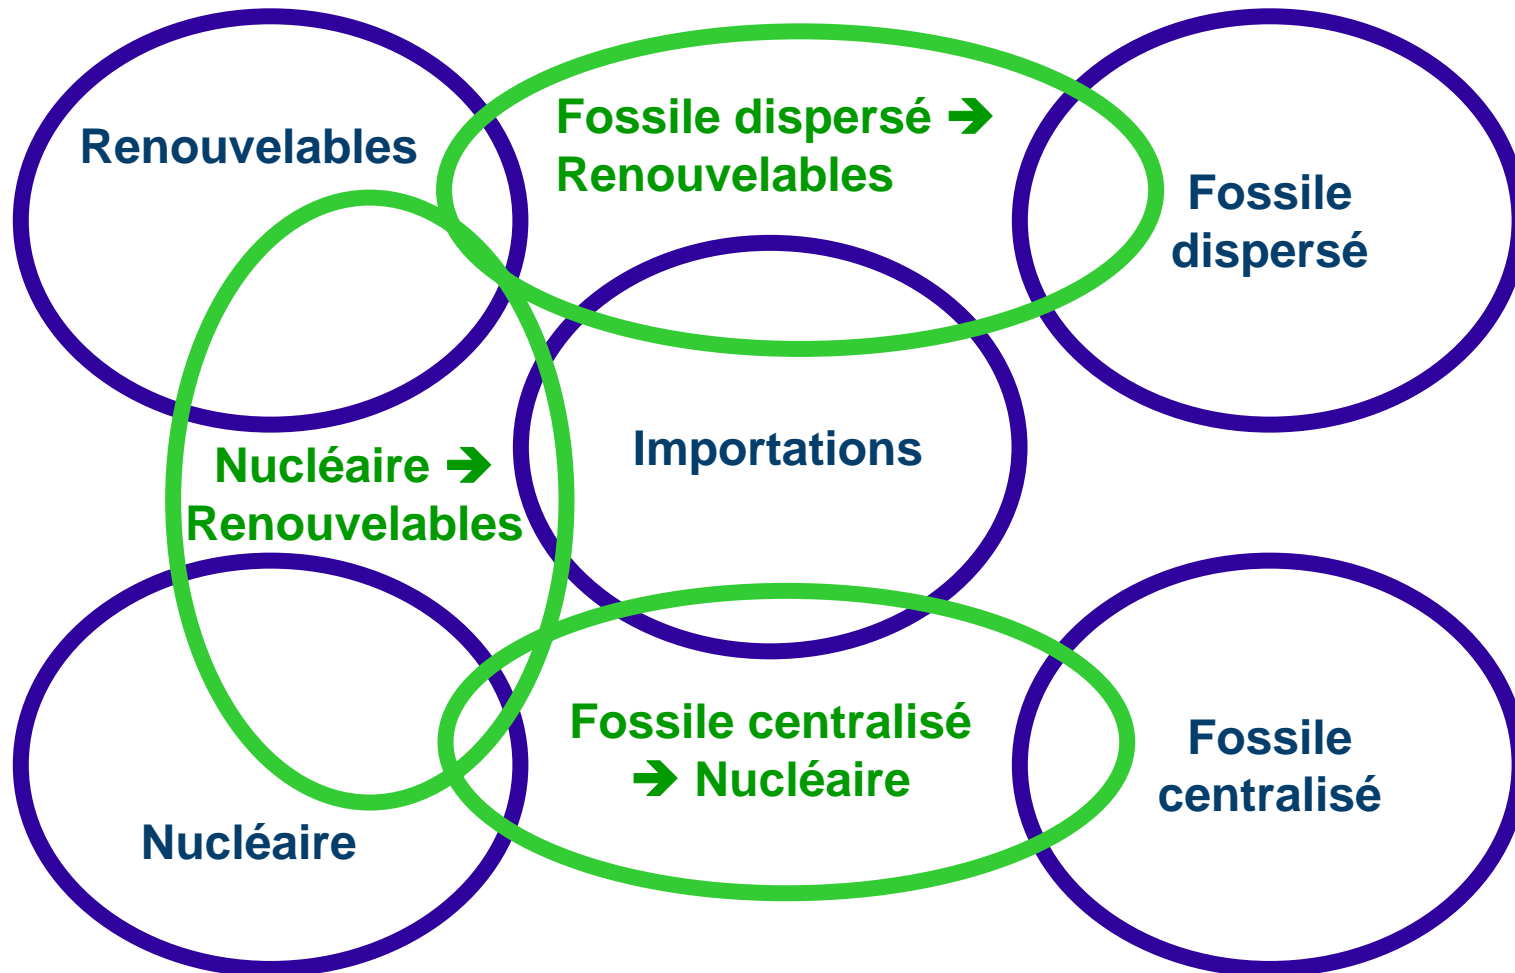 Renouvelables
Fossile dispersé ➔
Renouvelables
Fossile
dispersé
Nucléaire ➔
Renouvelables
Importations
Nucléaire
Fossile centralisé
➔ Nucléaire
Fossile
centralisé